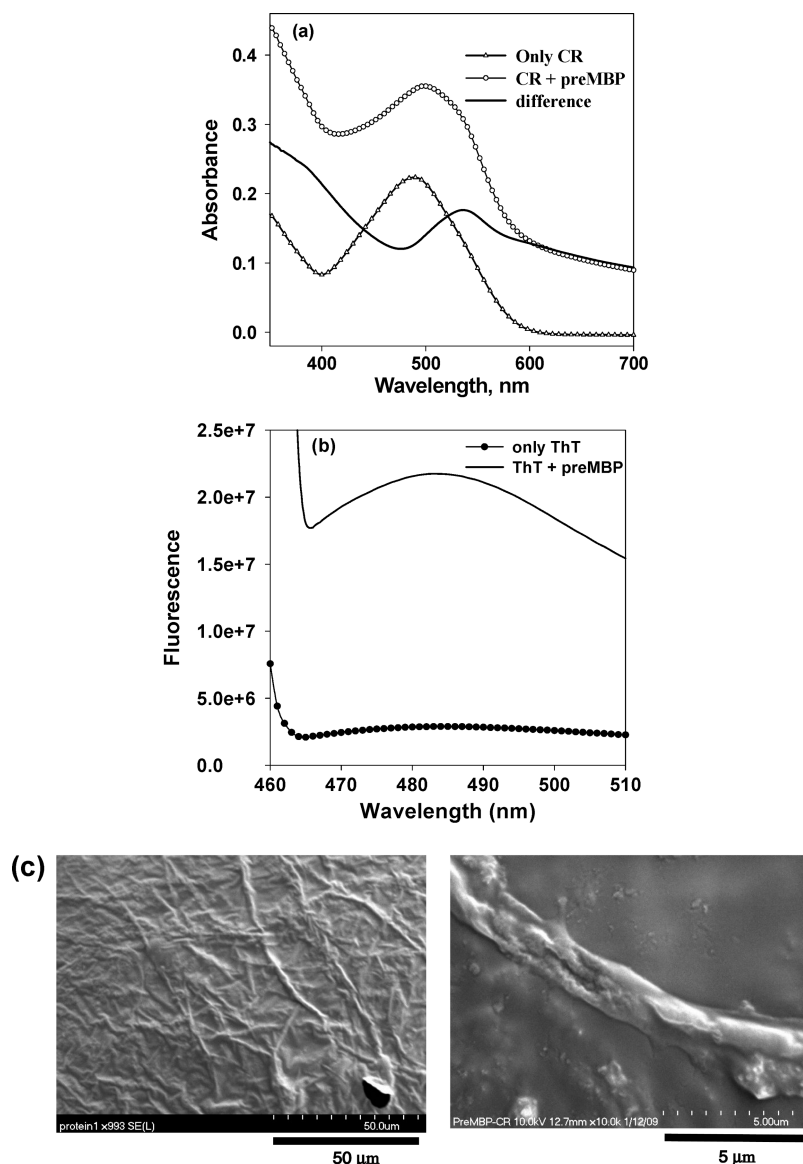 (a)
Only CR
CR + preMBP
difference
0.4
0.3
0.2
0.1
0.0
Absorbance
400 500 600 700
Wavelength, nm
(b)
only ThT
ThT + preMBP
2.5e+7
2.0e+7
1.5e+7
1.0e+7
5.0e+6
0.0
Fluorescence
460 470 480 490 500 510
Wavelength (nm)
(c)
protein1 x993 SE(L) 50.0um
50 µm
PreMBP-CR 10.0kV 12.7mm x10.0k 1/12/09 5.00um
5 µm